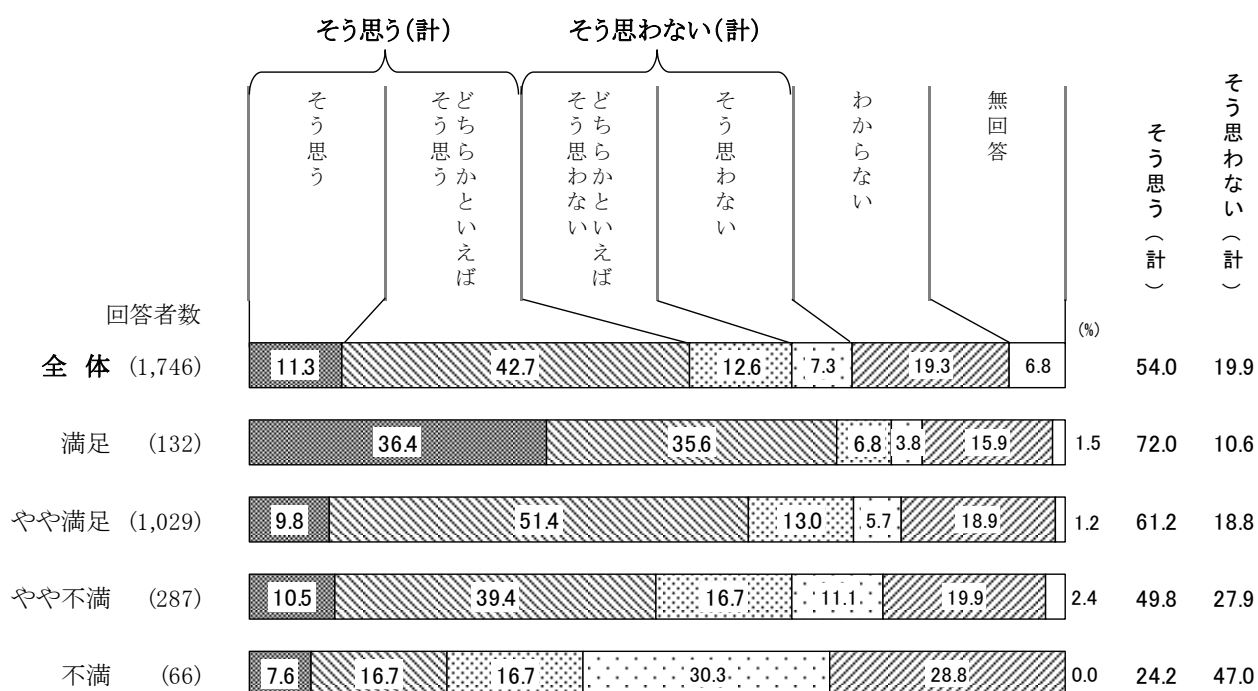 そう思う(計) そう思わない(計)
そう思う
どちらかといえば
そう思う
どちらかといえば
そう思わない
そう思わない
わからない
無回答
そう思う(計)
そう思わない(計)
回答者数
(%)
全体 (1,746) 11.3 42.7 12.6 7.3 19.3 6.8 54.0 19.9
満足 (132) 36.4 35.6 6.8 3.8 15.9 1.5 72.0 10.6
やや満足 (1,029) 9.8 51.4 13.0 5.7 18.9 1.2 61.2 18.8
やや不満 (287) 10.5 39.4 16.7 11.1 19.9 2.4 49.8 27.9
不満 (66) 7.6 16.7 16.7 30.3 28.8 0.0 24.2 47.0